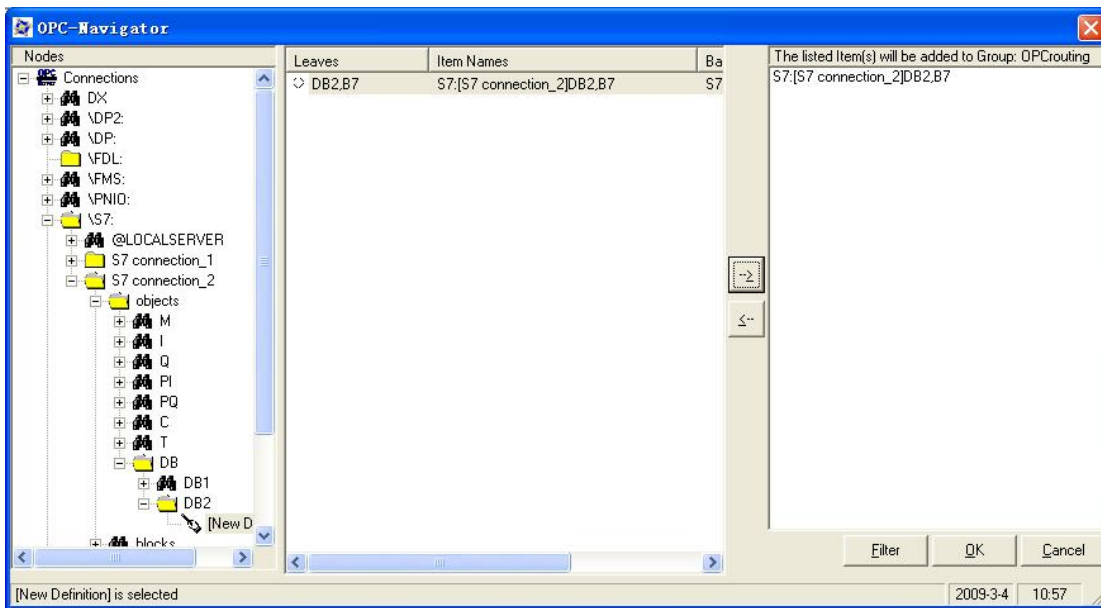 OPC-Navigator
Nodes
Connections
DX
\DP2:
\DP:
\FDL:
\FMS:
\PNIO:
\S7:
@LOCALSERVER
S7 connection_1
S7 connection_2
objects
M
I
Q
PI
PQ
C
T
DB
DB1
DB2
[New D
blocks
Leaves Item Names Ba
DB2,B7 S7:[S7 connection_2]DB2,B7 S7
-->
<--
The listed Item(s) will be added to Group: OPCrouting
S7:[S7 connection_2]DB2,B7
Filter OK Cancel
[New Definition] is selected 2009-3-4 10:57